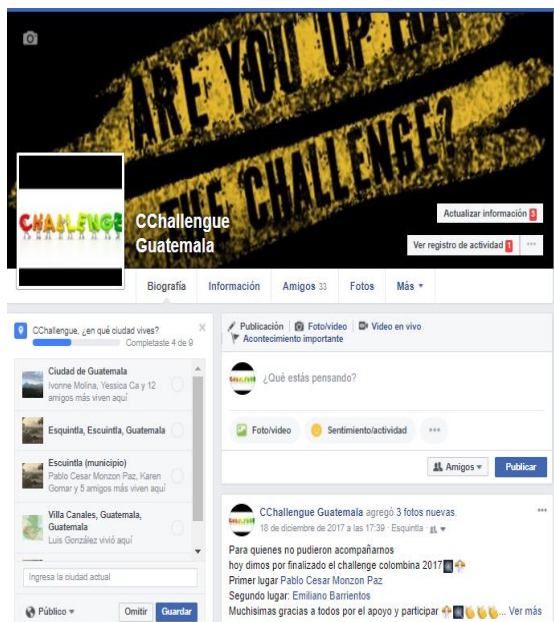 ARE YOU UP FOR
THE CHALLENGE?
CHALLENGE
CChallengue
Guatemala
Actualizar información 3
Ver registro de actividad 1 ...
Biografía Información Amigos 33 Fotos Más
CChallengue, ¿en qué ciudad vives?
Completaste 4 de 9
Ciudad de Guatemala
Ivonne Molina, Yessica Ca y 12
amigos más viven aquí
Esquintla, Escuintla, Guatemala
Escuintla (municipio)
Pablo Cesar Monzon Paz, Karen
Gomar y 5 amigos más viven aquí
Villa Canales, Guatemala,
Guatemala
Luis González vivió aquí
Ingresa la ciudad actual
Público Omitir Guardar
Publicación Foto/video Video en vivo
Acontecimiento importante
¿Qué estás pensando?
Foto/video Sentimiento/actividad ...
Amigos Publicar
CChallengue Guatemala agregó 3 fotos nuevas.
18 de diciembre de 2017 a las 17:39 · Esquintla ·
Para quienes no pudieron acompañarnos
hoy dimos por finalizado el challenge colombina 2017
Primer lugar Pablo Cesar Monzon Paz
Segundo lugar: Emiliano Barrientos
Muchisimas gracias a todos por el apoyo y participar ... Ver más